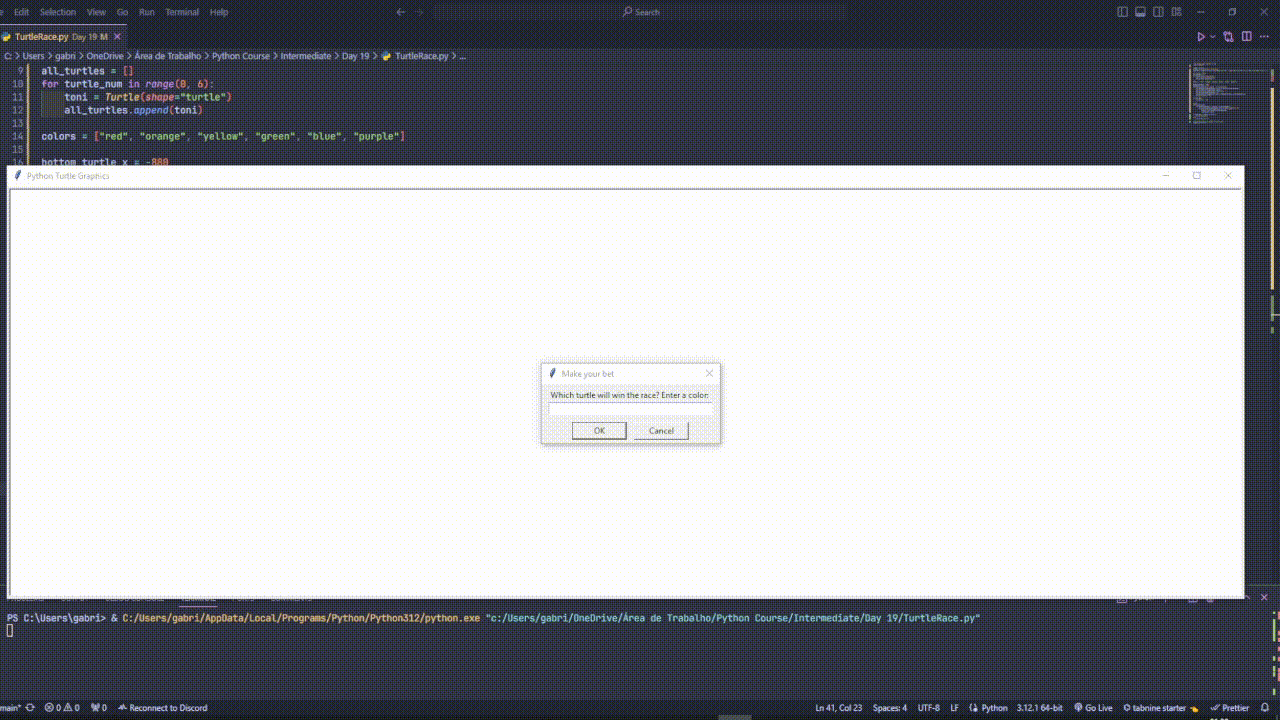 Edit Selection View Go Run Terminal Help
Search
TurtleRace.py Day 19 M
C: > Users > gabri > OneDrive > Área de Trabalho > Python Course > Intermediate > Day 19 > TurtleRace.py > ...
9 all_turtles = []
10 for turtle_num in range(0, 6):
11 toni = Turtle(shape="turtle")
12 all_turtles.append(toni)
13
14 colors = ["red", "orange", "yellow", "green", "blue", "purple"]
15
16 bottom_turtle_x = -880
Python Turtle Graphics
Make your bet
Which turtle will win the race? Enter a color:
OK Cancel
PS C:\Users\gabri> & C:/Users/gabri/AppData/Local/Programs/Python/Python312/python.exe "c:/Users/gabri/OneDrive/Área de Trabalho/Python Course/Intermediate/Day 19/TurtleRace.py"
main* 0 0 0 Reconnect to Discord Ln 41, Col 23 Spaces: 4 UTF-8 LF Python 3.12.1 64-bit Go Live tabnine starter Prettier